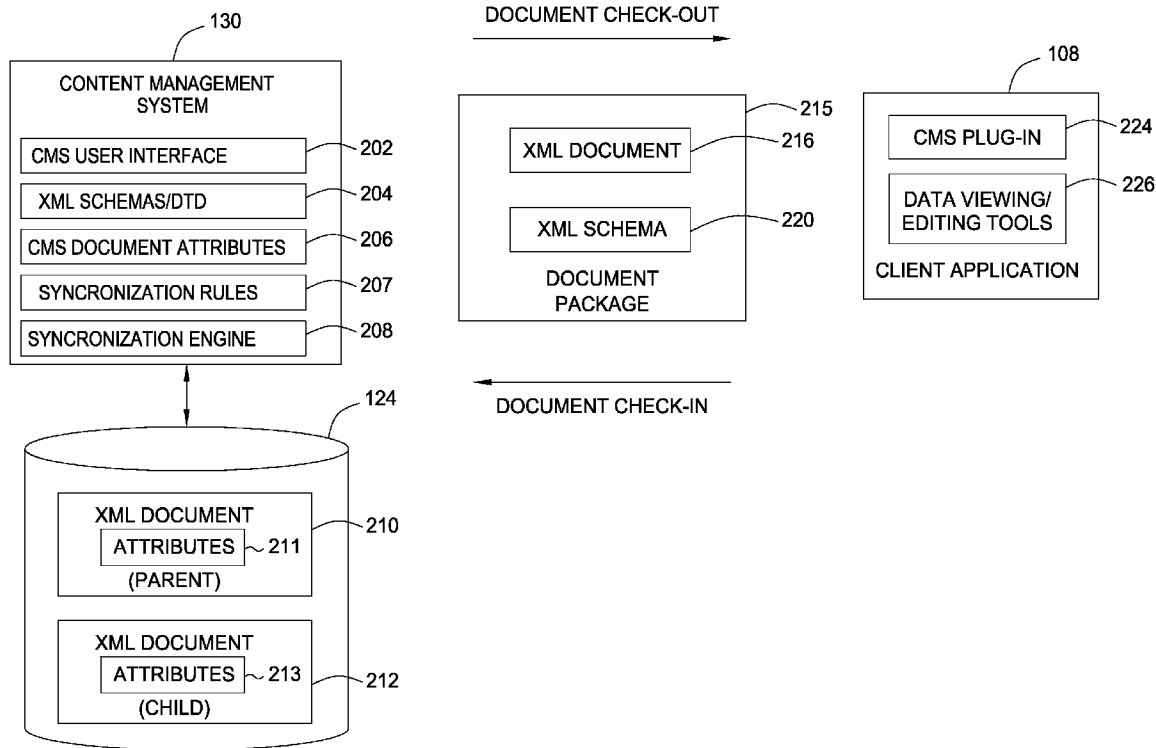 130
CONTENT MANAGEMENT
SYSTEM
CMS USER INTERFACE
202
XML SCHEMAS/DTD
204
CMS DOCUMENT ATTRIBUTES
206
SYNCRONIZATION RULES
207
SYNCRONIZATION ENGINE
208
DOCUMENT CHECK-OUT
215
XML DOCUMENT
216
XML SCHEMA
220
DOCUMENT
PACKAGE
DOCUMENT CHECK-IN
108
CMS PLUG-IN
224
DATA VIEWING/
EDITING TOOLS
226
CLIENT APPLICATION
124
XML DOCUMENT
210
ATTRIBUTES
211
(PARENT)
XML DOCUMENT
ATTRIBUTES
213
212
(CHILD)